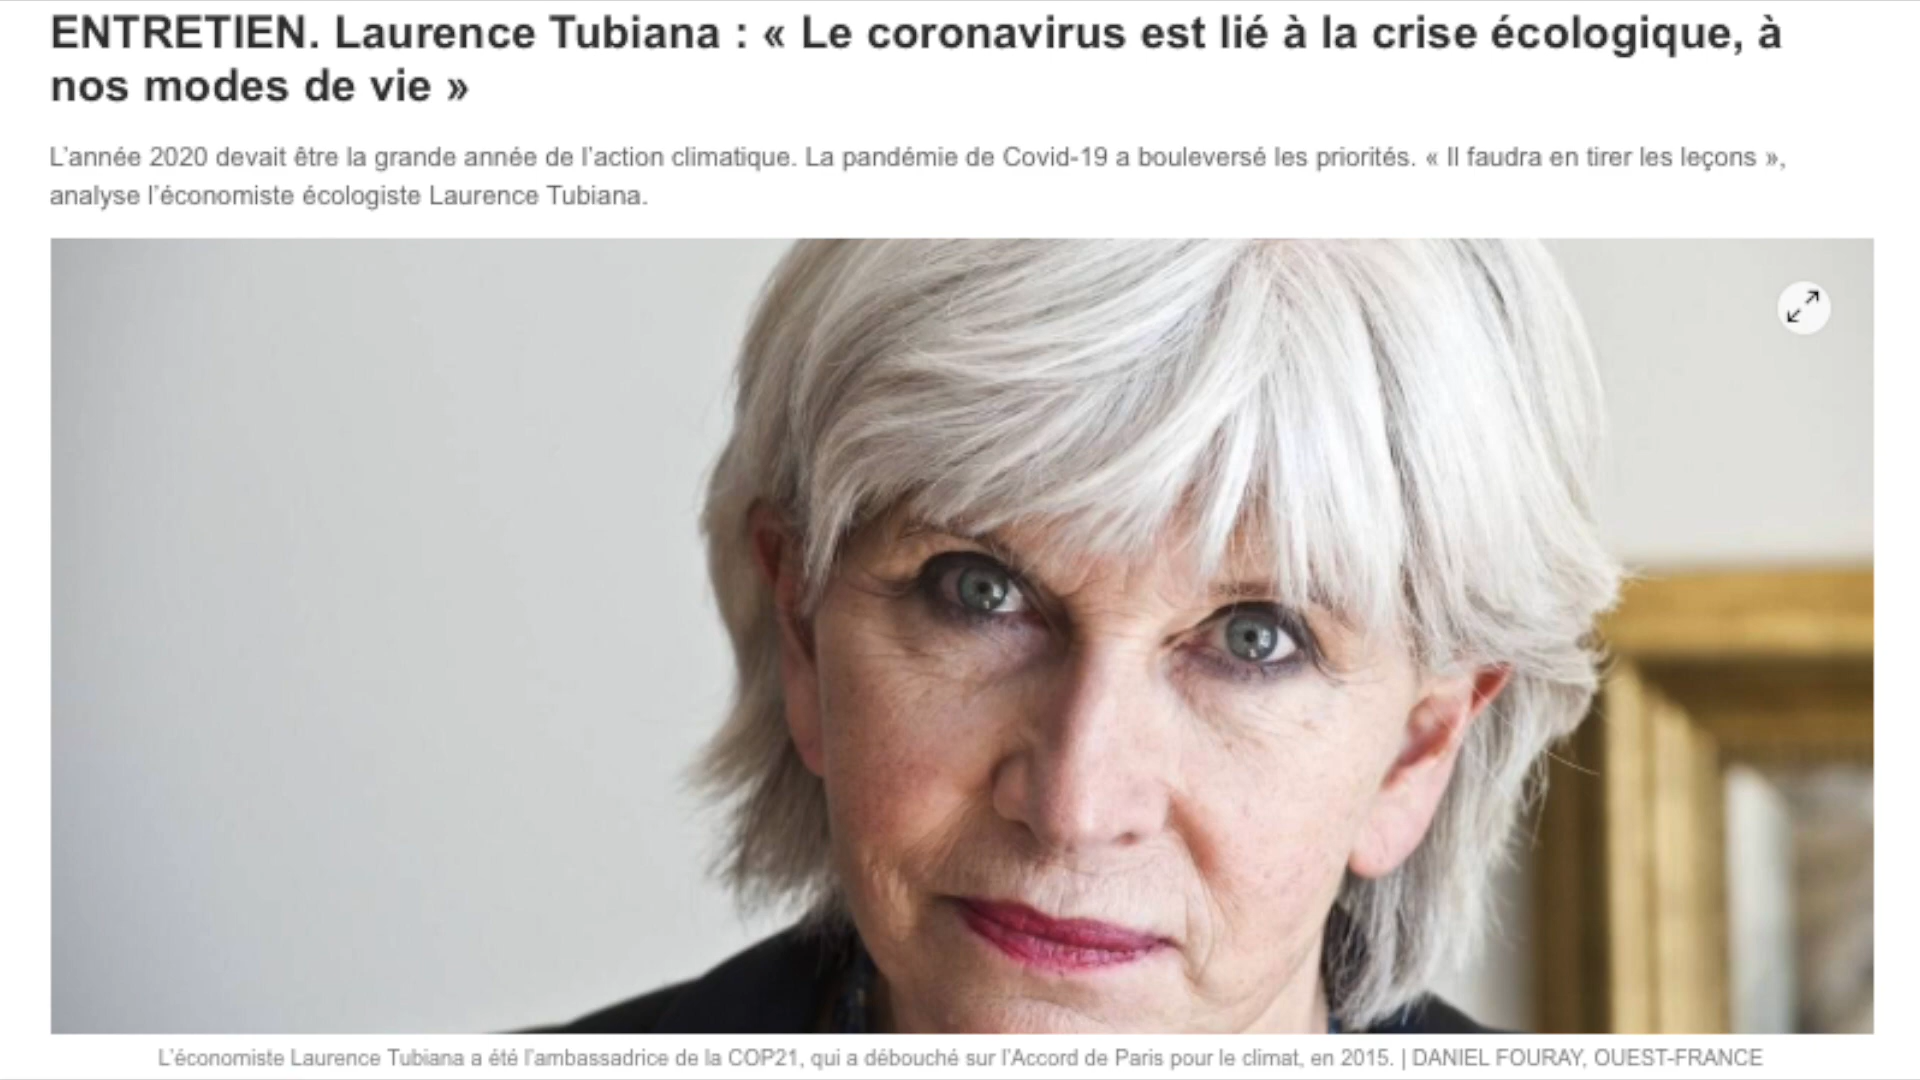 ENTRETIEN. Laurence Tubiana : « Le coronavirus est lié à la crise écologique, à
nos modes de vie »
L’année 2020 devait être la grande année de l’action climatique. La pandémie de Covid-19 a bouleversé les priorités. « Il faudra en tirer les leçons »,
analyse l’économiste écologiste Laurence Tubiana.
L’économiste Laurence Tubiana a été l’ambassadrice de la COP21, qui a débouché sur l’Accord de Paris pour le climat, en 2015. | DANIEL FOURAY, OUEST-FRANCE